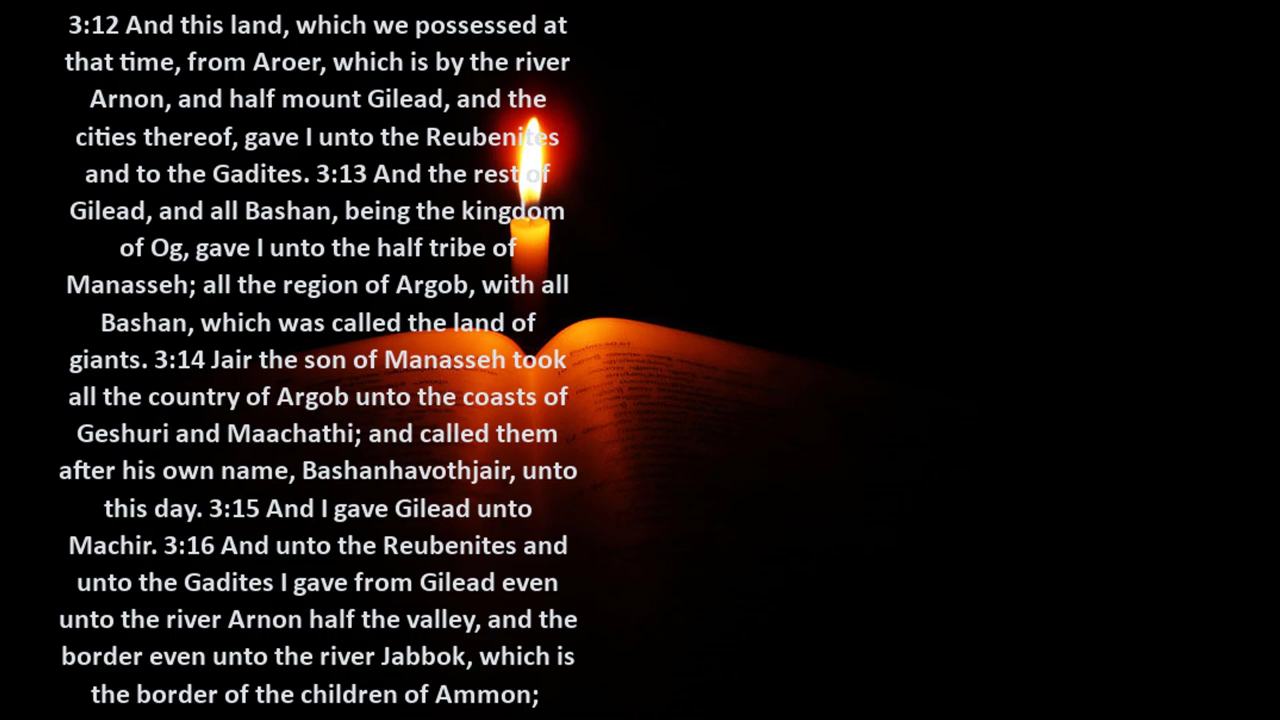 3:12 And this land, which we possessed at
that time, from Aroer, which is by the river
Arnon, and half mount Gilead, and the
cities thereof, gave I unto the Reubenites
and to the Gadites. 3:13 And the rest of
Gilead, and all Bashan, being the kingdom
of Og, gave I unto the half tribe of
Manasseh; all the region of Argob, with all
Bashan, which was called the land of
giants. 3:14 Jair the son of Manasseh took
all the country of Argob unto the coasts of
Geshuri and Maachathi; and called them
after his own name, Bashanhavothjair, unto
this day. 3:15 And I gave Gilead unto
Machir. 3:16 And unto the Reubenites and
unto the Gadites I gave from Gilead even
unto the river Arnon half the valley, and the
border even unto the river Jabbok, which is
the border of the children of Ammon;